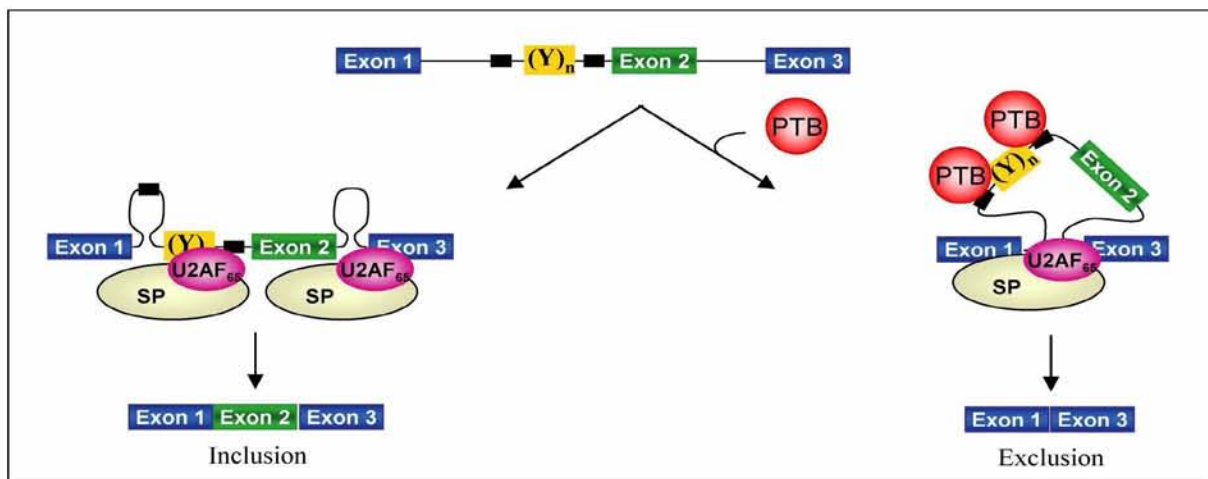 Exon 1 (Y)n Exon 2 Exon 3
PTB
PTB
PTB (Y)n Exon 2
Exon 1 (Y) Exon 2 Exon 3
U2AF65 U2AF65
SP SP
Exon 1 U2AF65 Exon 3
SP
Exon 1 Exon 2 Exon 3
Inclusion
Exon 1 Exon 3
Exclusion